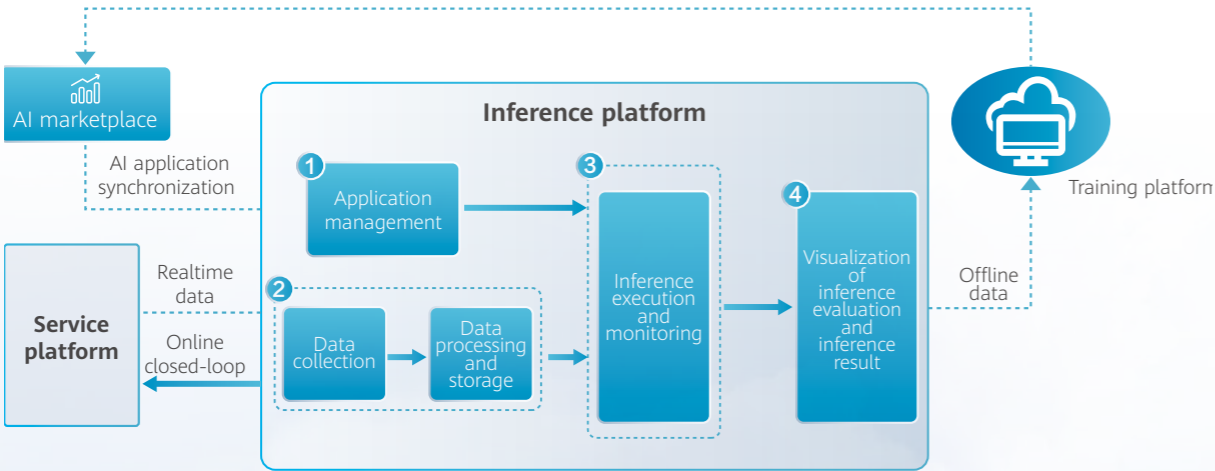 AI marketplace
AI application
synchronization
Inference platform
1
Application
management
2
Data
collection
Data
processing
and
storage
3
Inference
execution
and
monitoring
4
Visualization
of
inference
evaluation
and
inference
result
Training platform
Offline
data
Service
platform
Realtime
data
Online
closed-loop